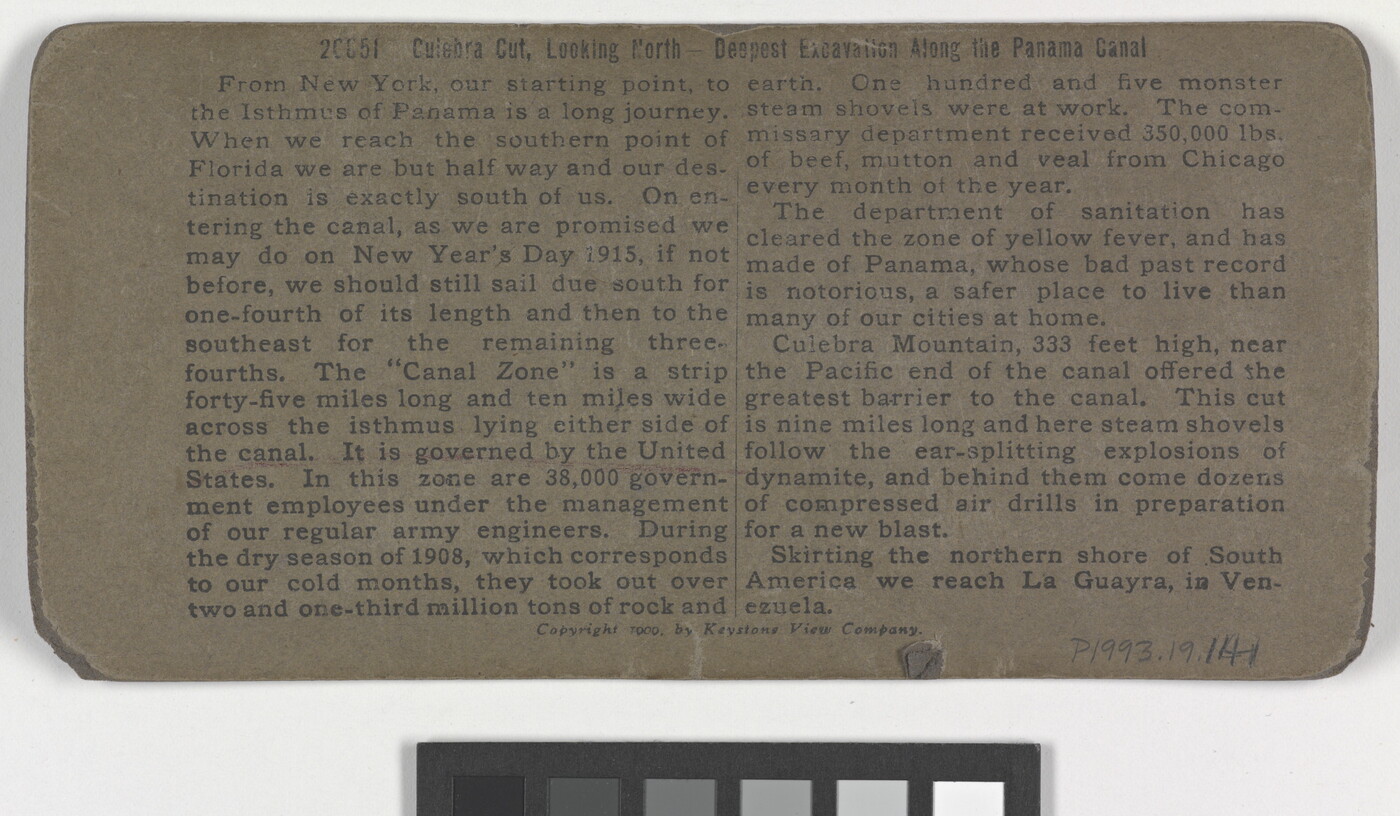 Culebra Cut, Looking North — Deepest Excavation Along the Panama Canal
From New York, our starting point, to
the Isthmus of Panama is a long journey.
When we reach the southern point of
Florida we are but half way and our des-
tination is exactly south of us. On en-
tering the canal, as we are promised we
may do on New Year's Day 1915, if not
before, we should still sail due south for
one-fourth of its length and then to the
southeast for the remaining three-
fourths. The "Canal Zone" is a strip
forty-five miles long and ten miles wide
across the isthmus lying either side of
the canal. It is governed by the United
States. In this zone are 38,000 govern-
ment employees under the management
of our regular army engineers. During
the dry season of 1908, which corresponds
to our cold months, they took out over
two and one-third million tons of rock and
earth. One hundred and five monster
steam shovels were at work. The com-
missary department received 350,000 lbs.
of beef, mutton and veal from Chicago
every month of the year.
The department of sanitation has
cleared the zone of yellow fever, and has
made of Panama, whose bad past record
is notorious, a safer place to live than
many of our cities at home.
Culebra Mountain, 333 feet high, near
the Pacific end of the canal offered the
greatest barrier to the canal. This cut
is nine miles long and here steam shovels
follow the ear-splitting explosions of
dynamite, and behind them come dozens
of compressed air drills in preparation
for a new blast.
Skirting the northern shore of South
America we reach La Guayra, in Ven-
ezuela.
Copyright by Keystone View Company.
P1993.19.141